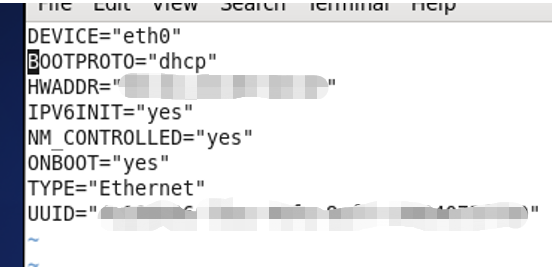 File Edit View Search Terminal Help
DEVICE="eth0"
BOOTPROTO="dhcp"
HWADDR=" "
IPV6INIT="yes"
NM_CONTROLLED="yes"
ONBOOT="yes"
TYPE="Ethernet"
UUID=" "
~
~